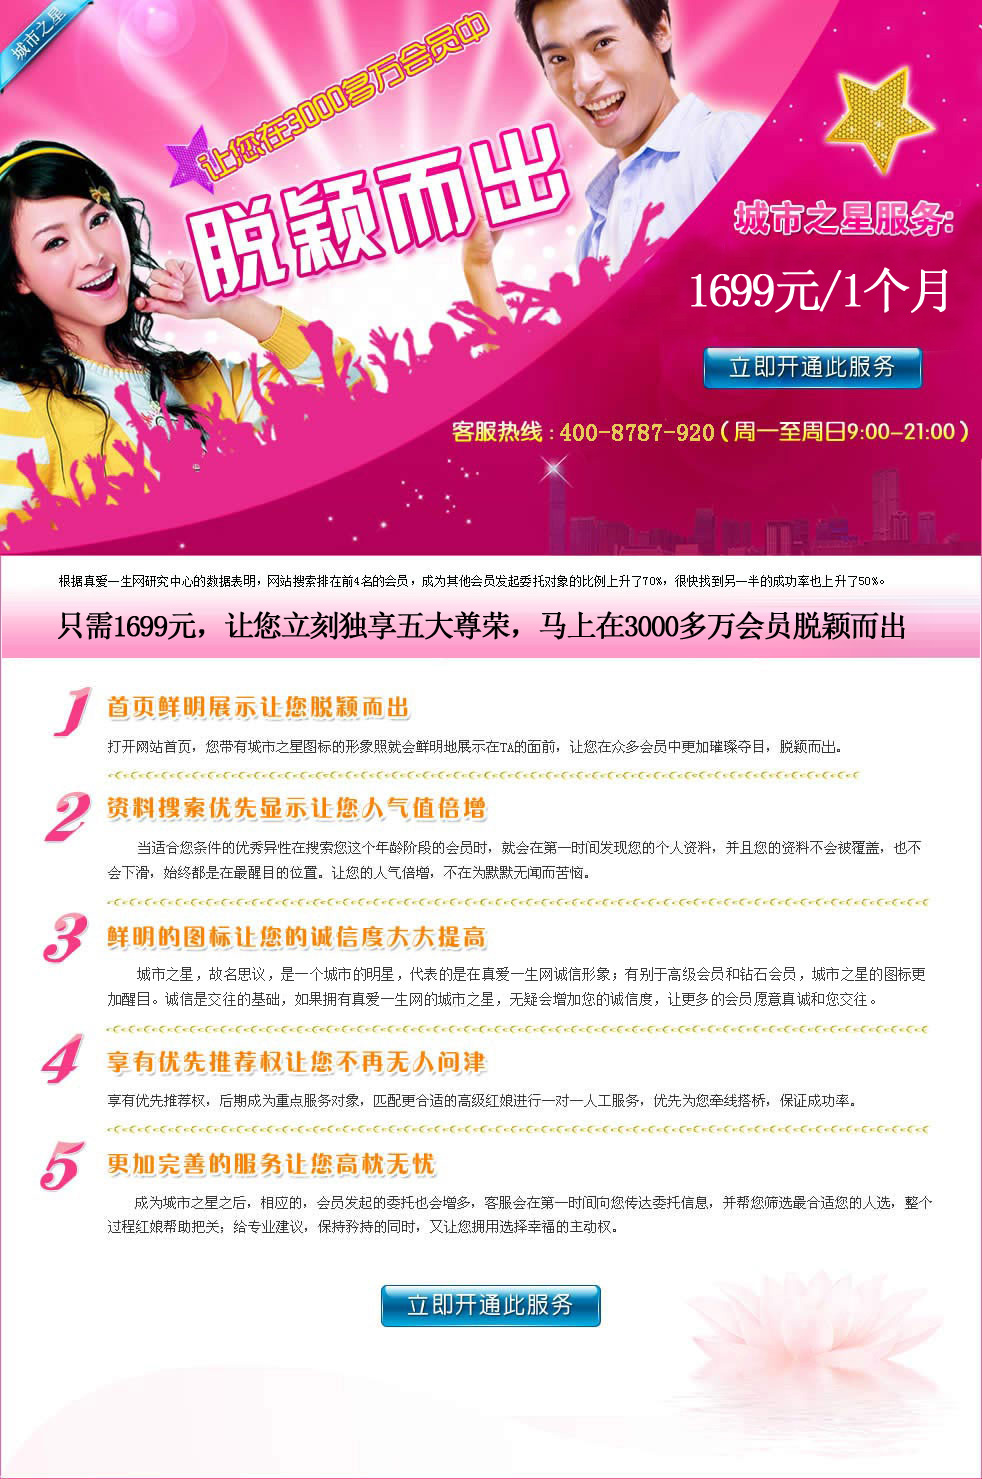 城市之星
让您在3000多万会员中
脱颖而出
城市之星服务:
1699元/1个月
立即开通此服务
客服热线:400-8787-920(周一至周日9:00-21:00)
根据真爱一生网研究中心的数据表明，网站搜索排在前4名的会员，成为其他会员发起委托对象的比例上升了70%，很快找到另一半的成功率也上升了50%。
只需1699元，让您立刻独享五大尊荣，马上在3000多万会员脱颖而出
1 首页鲜明展示让您脱颖而出
打开网站首页，您带有城市之星图标的形象照就会鲜明地展示在TA的面前，让您在众多会员中更加璀璨夺目，脱颖而出。
2 资料搜索优先显示让您人气值倍增
当适合您条件的优秀异性在搜索您这个年龄阶段的会员时，就会在第一时间发现您的个人资料，并且您的资料不会被覆盖，也不
会下滑，始终都是在最醒目的位置。让您的人气倍增，不在为默默无闻而苦恼。
3 鲜明的图标让您的诚信度大大提高
城市之星，故名思议，是一个城市的明星，代表的是在真爱一生网诚信形象；有别于高级会员和钻石会员，城市之星的图标更
加醒目。诚信是交往的基础，如果拥有真爱一生网的城市之星，无疑会增加您的诚信度，让更多的会员愿意真诚和您交往。
4 享有优先推荐权让您不再无人问津
享有优先推荐权，后期成为重点服务对象，匹配更合适的高级红娘进行一对一人工服务，优先为您牵线搭桥，保证成功率。
5 更加完善的服务让您高枕无忧
成为城市之星之后，相应的，会员发起的委托也会增多，客服会在第一时间向您传达委托信息，并帮您筛选最合适您的人选，整个
过程红娘帮助把关；给专业建议，保持矜持的同时，又让您拥用选择幸福的主动权。
立即开通此服务